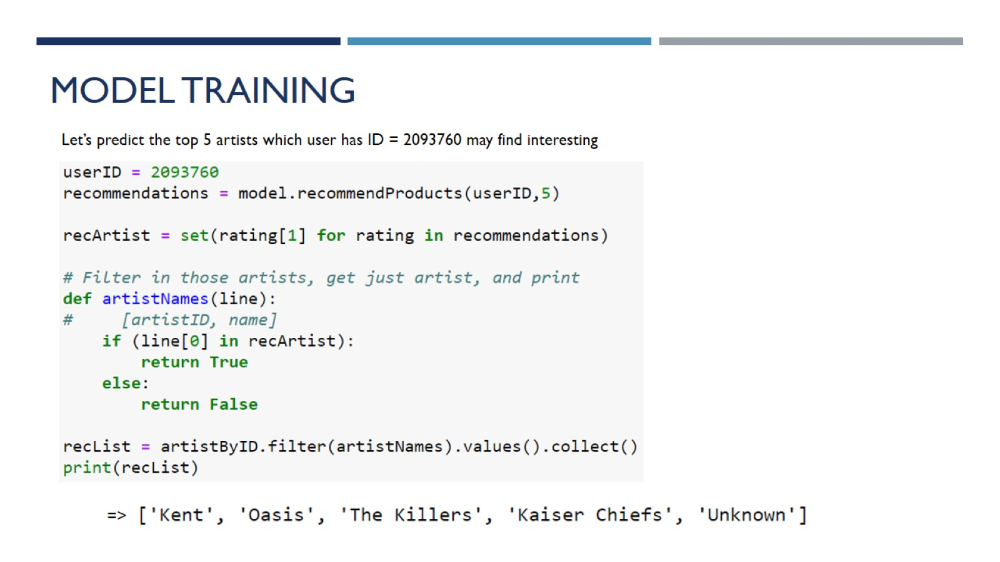 MODEL TRAINING
Let's predict the top 5 artists which user has ID = 2093760 may find interesting
userID = 2093760
recommendations = model.recommendProducts(userID,5)
recArtist = set(rating[1] for rating in recommendations)
# Filter in those artists, get just artist, and print
def artistNames(line):
#     [artistID, name]
    if (line[0] in recArtist):
        return True
    else:
        return False
recList = artistByID.filter(artistNames).values().collect()
print(recList)
=> ['Kent', 'Oasis', 'The Killers', 'Kaiser Chiefs', 'Unknown']